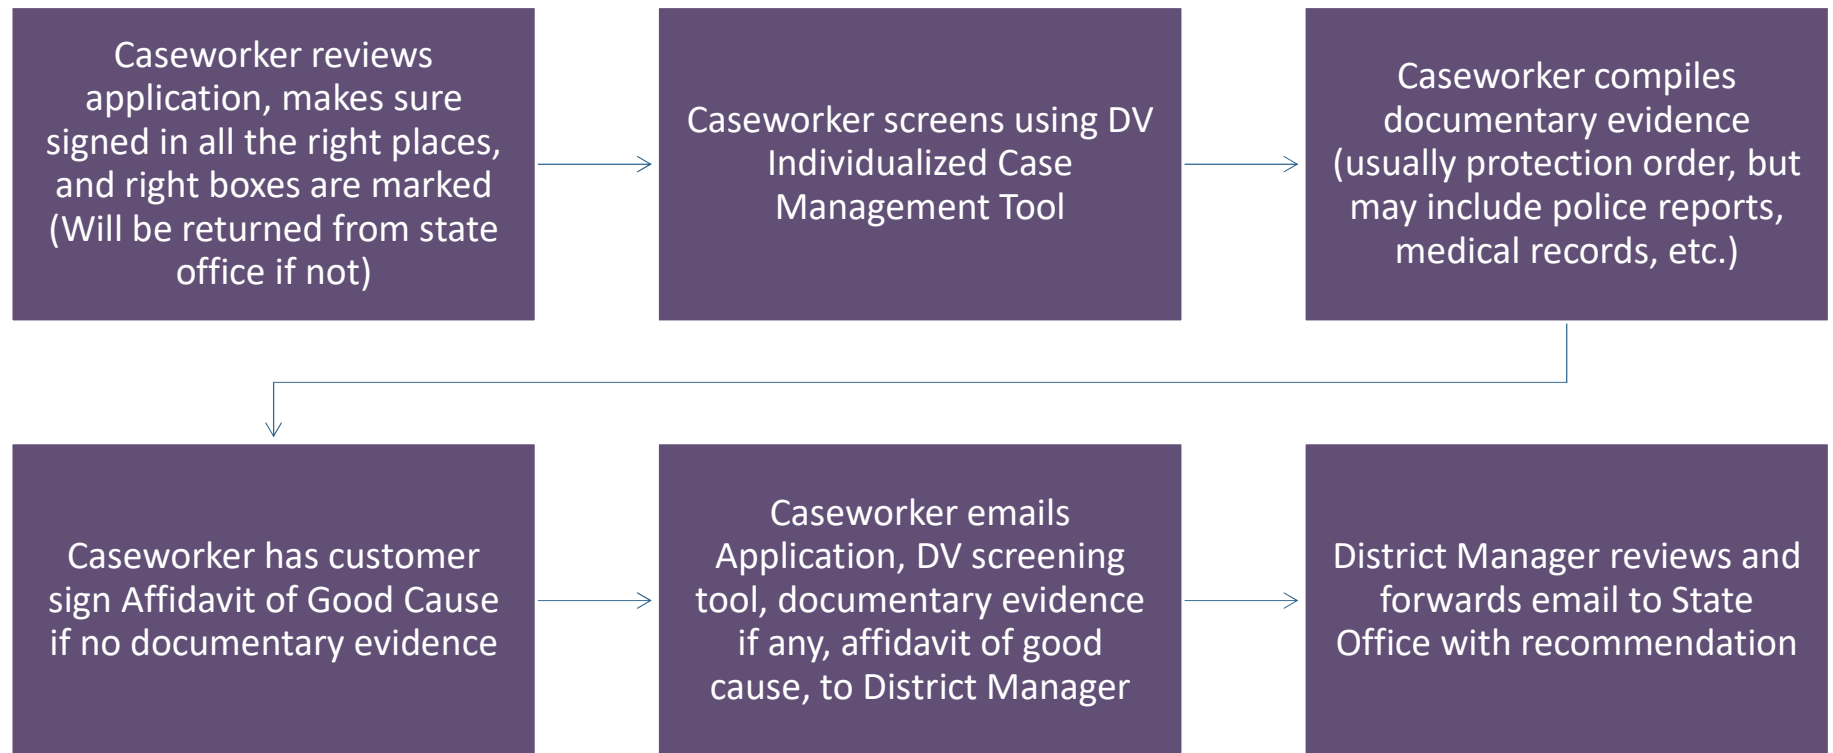 Caseworker reviews
application, makes sure
signed in all the right places,
and right boxes are marked
(Will be returned from state
office if not)
Caseworker screens using DV
Individualized Case
Management Tool
Caseworker compiles
documentary evidence
(usually protection order, but
may include police reports,
medical records, etc.)
Caseworker has customer
sign Affidavit of Good Cause
if no documentary evidence
Caseworker emails
Application, DV screening
tool, documentary evidence
if any, affidavit of good
cause, to District Manager
District Manager reviews and
forwards email to State
Office with recommendation